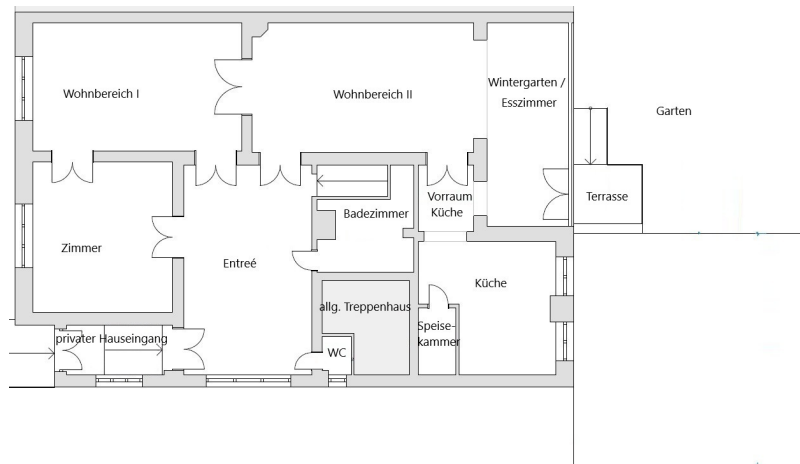 Wohnbereich I
Wohnbereich II
Wintergarten /
Esszimmer
Garten
Zimmer
Entreé
Badezimmer
Vorraum
Küche
Terrasse
Küche
allg. Treppenhaus
privater Hauseingang
WC
Speise-
kammer